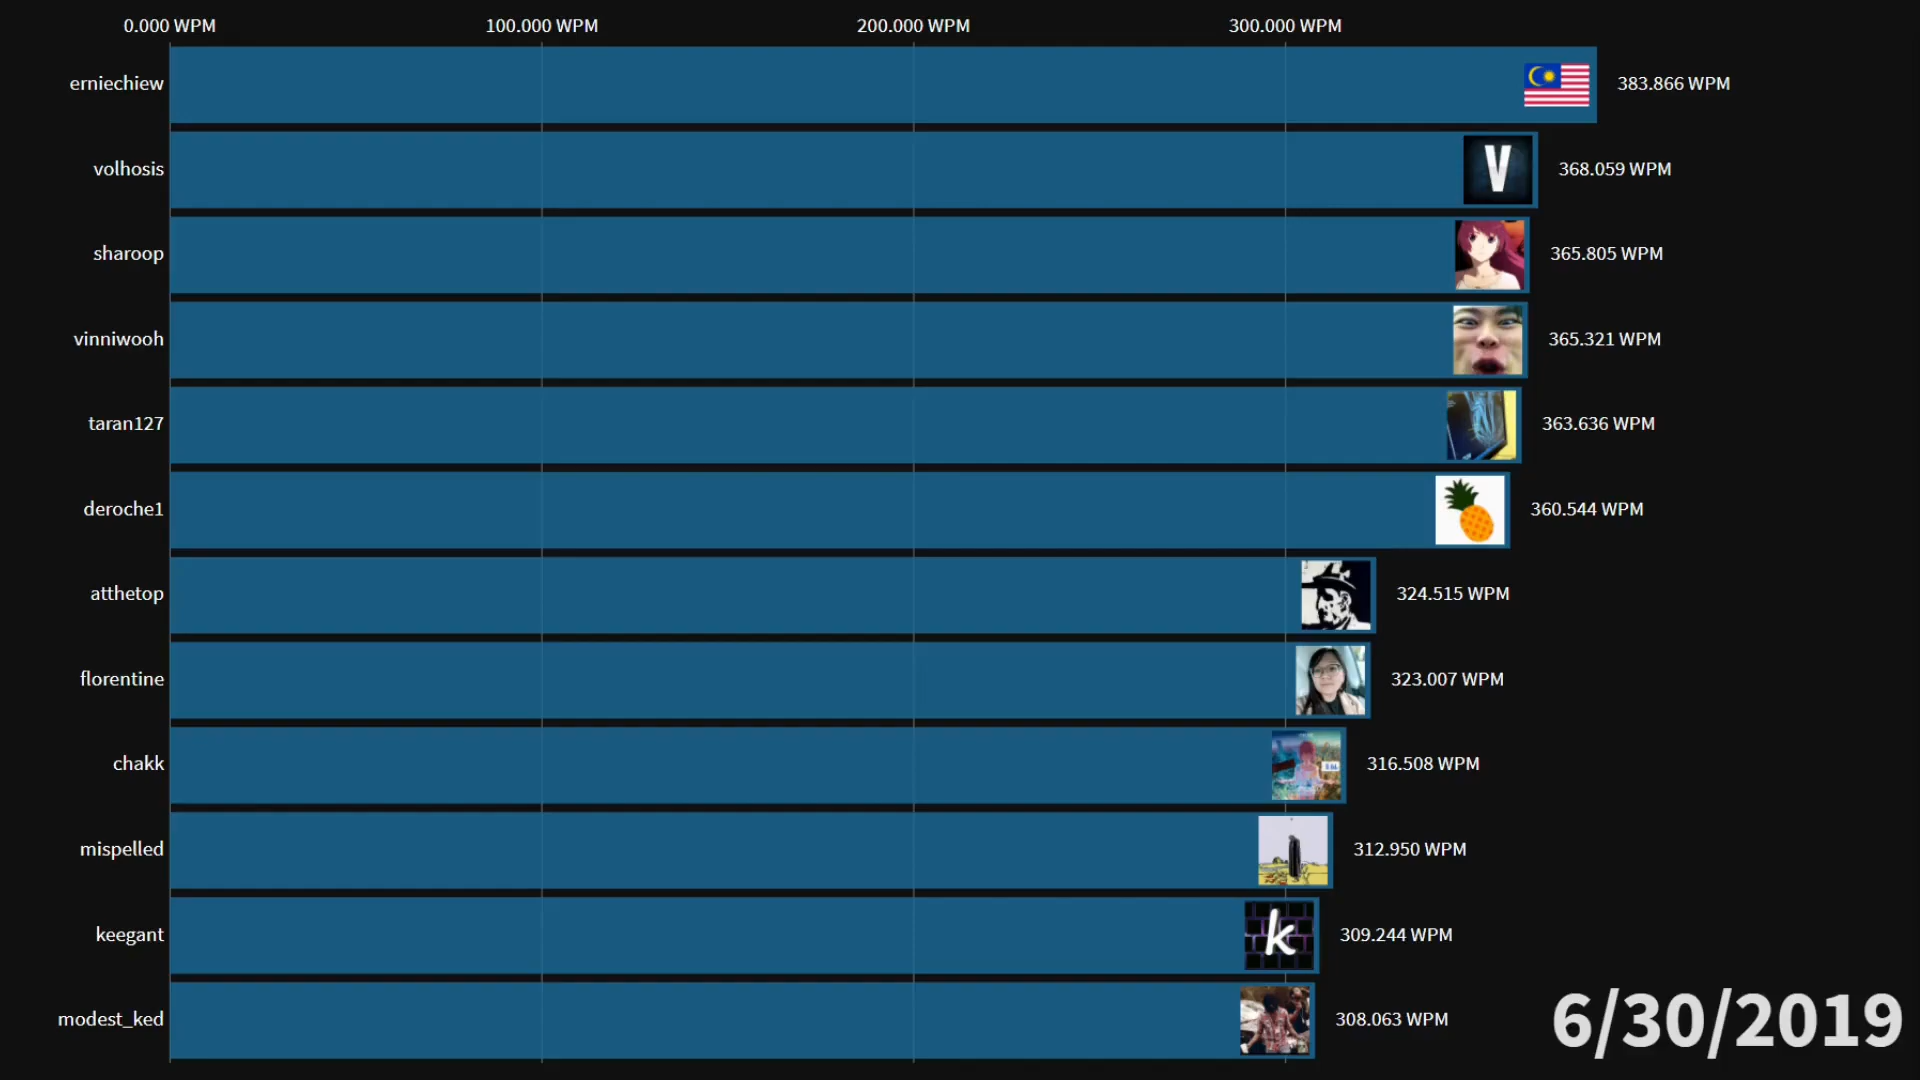 0.000 WPM 100.000 WPM 200.000 WPM 300.000 WPM
erniechiew 383.866 WPM
volhosis V 368.059 WPM
sharoop 365.805 WPM
vinniwooh 365.321 WPM
taran127 363.636 WPM
deroche1 360.544 WPM
atthetop 324.515 WPM
florentine 323.007 WPM
chakk 316.508 WPM
mispelled 312.950 WPM
keegant k 309.244 WPM
modest_ked 308.063 WPM
6/30/2019